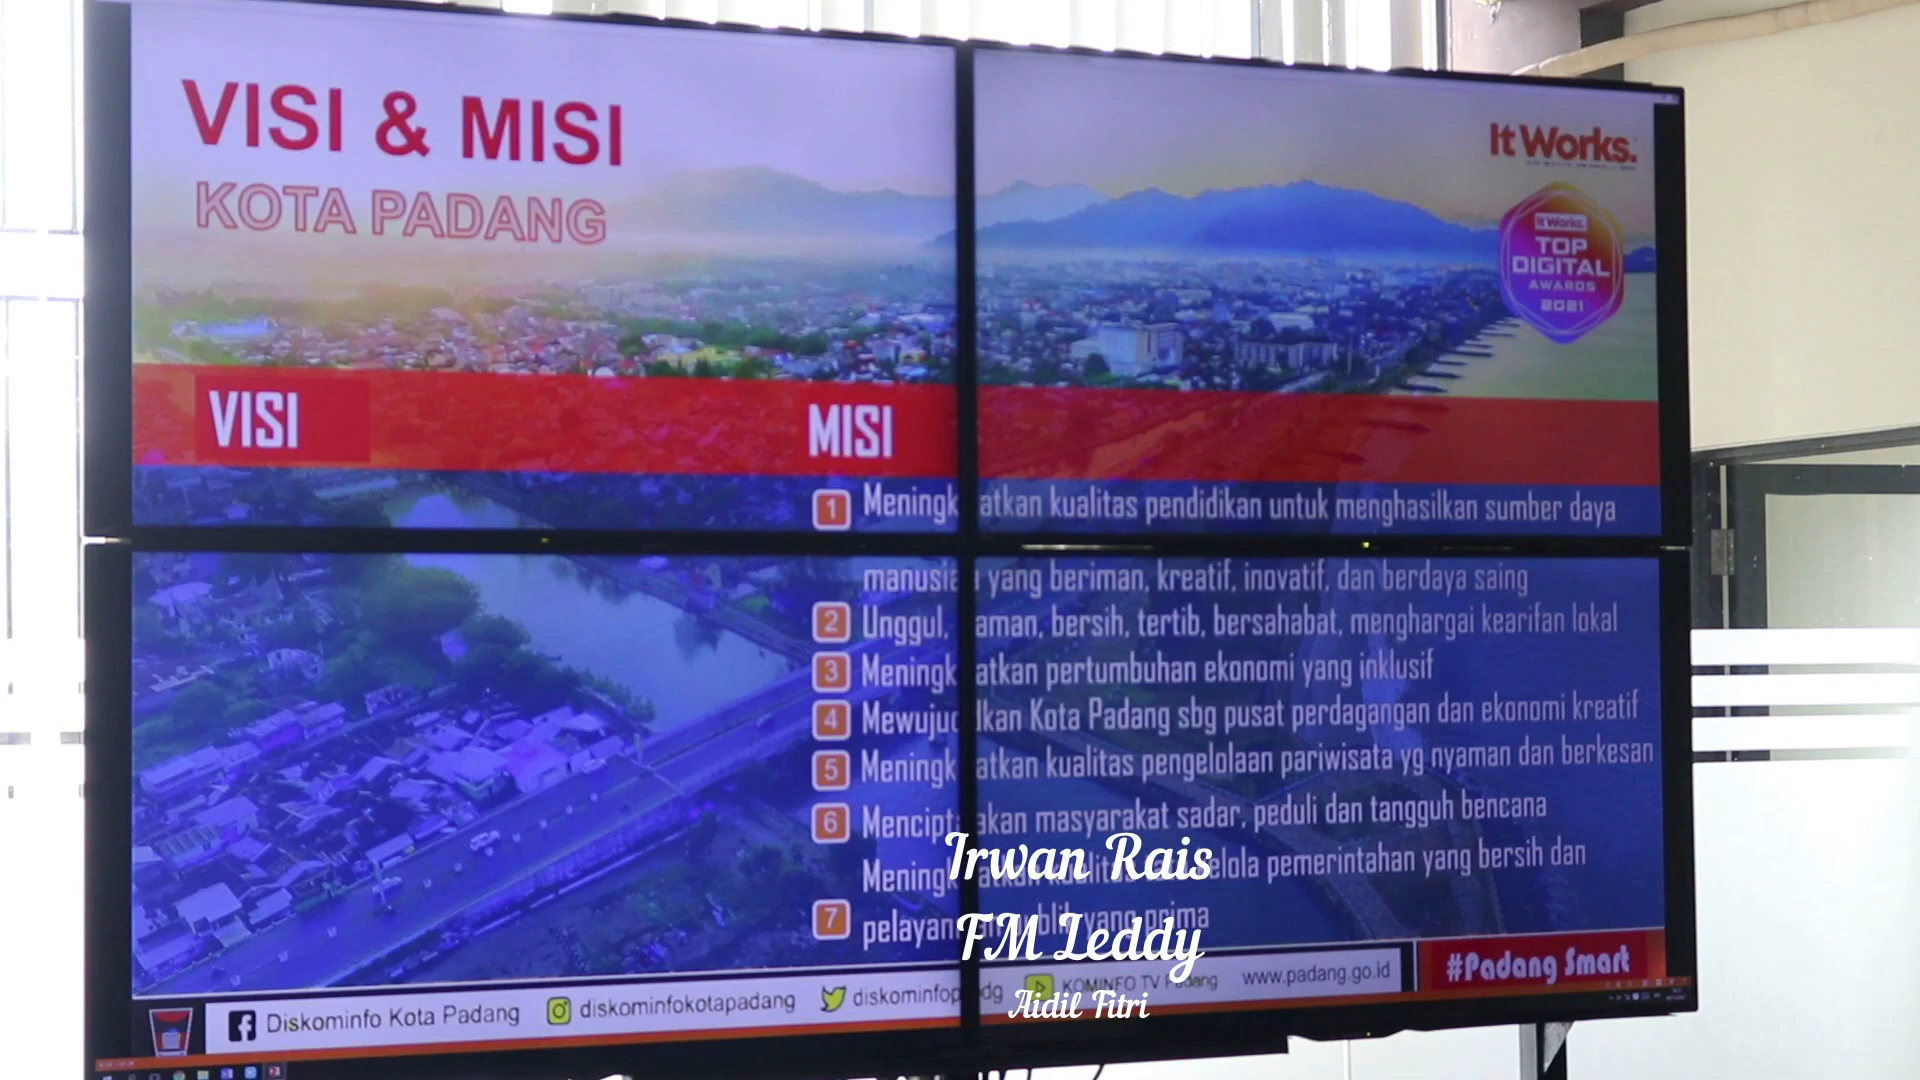 VISI & MISI
KOTA PADANG
It Works.
It Works.
TOP
DIGITAL
AWARDS
2021
VISI
MISI
1 Meningkatkan kualitas pendidikan untuk menghasilkan sumber daya
manusia yang beriman, kreatif, inovatif, dan berdaya saing
2 Unggul, aman, bersih, tertib, bersahabat, menghargai kearifan lokal
3 Meningkatkan pertumbuhan ekonomi yang inklusif
4 Mewujudkan Kota Padang sbg pusat perdagangan dan ekonomi kreatif
5 Meningkatkan kualitas pengelolaan pariwisata yg nyaman dan berkesan
6 Menciptakan masyarakat sadar, peduli dan tangguh bencana
Meningkatkan kualitas kelola pemerintahan yang bersih dan
7 pelayanan publik yang prima
Irwan Rais
FM Leddy
Aidil Fitri
#Padang Smart
Diskominfo Kota Padang
diskominfokotapadang
diskominfopdg
KOMINFO TV Padang
www.padang.go.id